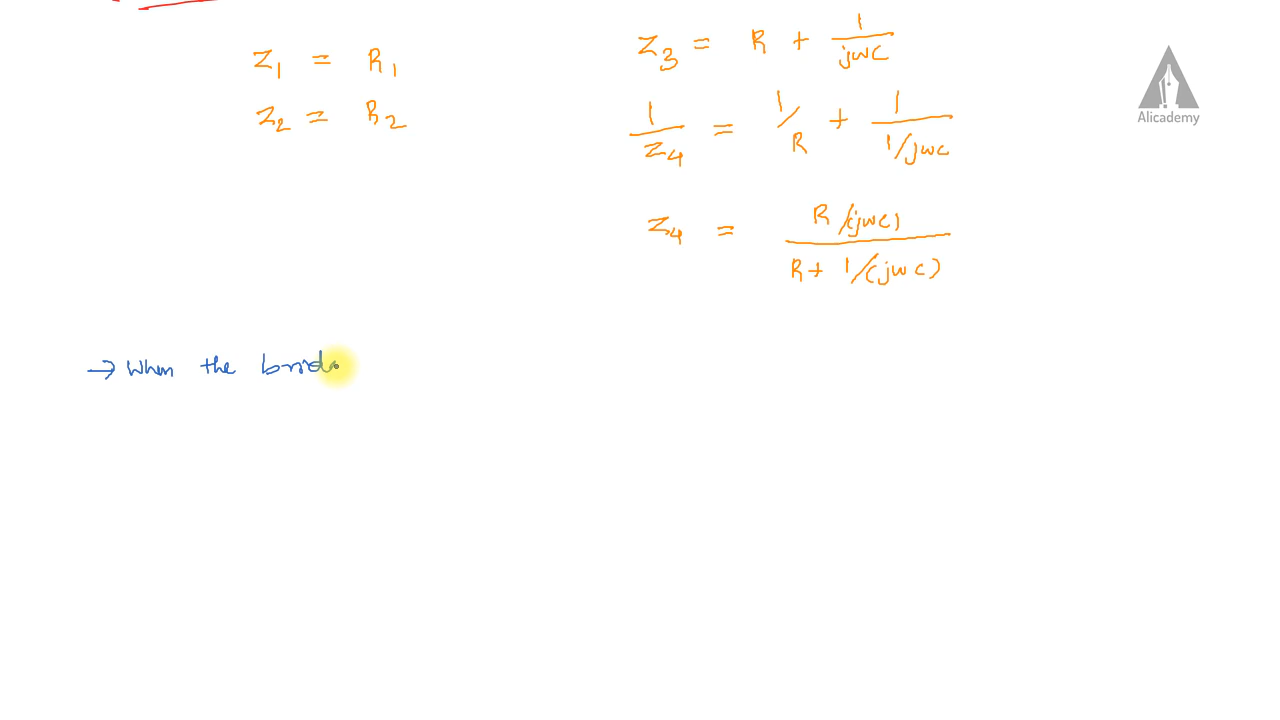 Z1 = R1
Z2 = R2
Z3 = R + 1/jwc
1/Z4 = 1/R + 1/(1/jwc)
Z4 = R/(jwc) / R + 1/(jwc)
Alicademy
→ When the